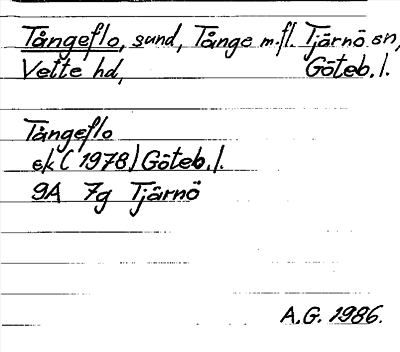 Tångeflo, sund, Tånge m.fl. Tjärnö sn,
Vette hd, Göteb. l.
Tångeflo
ek (1978) Göteb. l.
9A 7g Tjärnö
A.G. 1986.